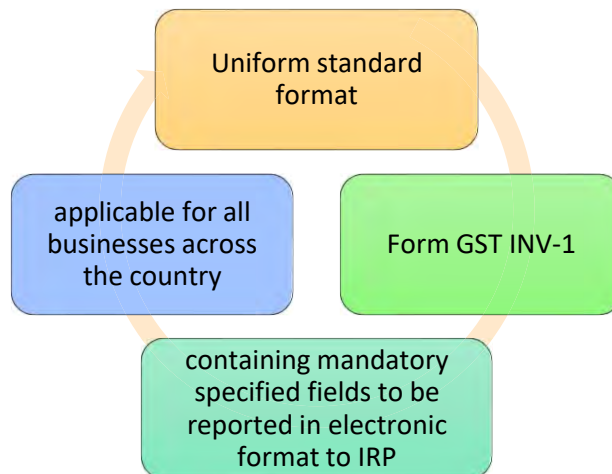 Uniform standard
format
Form GST INV-1
containing mandatory
specified fields to be
reported in electronic
format to IRP
applicable for all
businesses across
the country